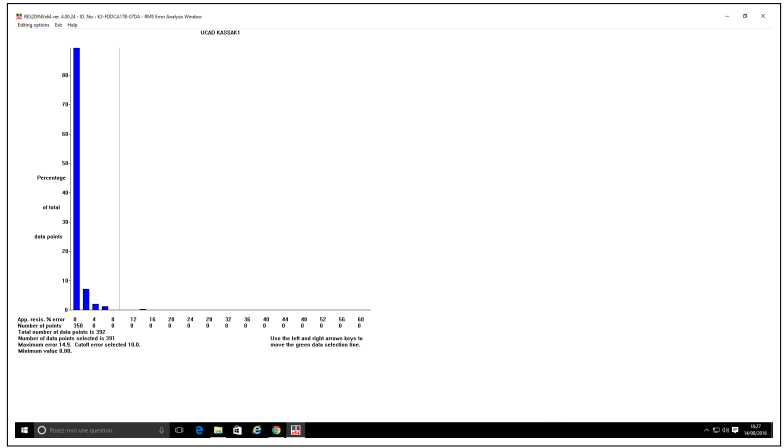 RES2DINVx64 ver. 4.00.24 - ID. No. : K3-FDDCA17B-07DA - RMS Error Analysis Window
Editing options Exit Help
UCAD KASSAK1
80
70
60
50
Percentage
40
of total
30
data points
20
10
0
App. resis. % error 0 4 8 12 16 20 24 28 32 36 40 44 48 52 56 60
Number of points 350 0 0 0 0 0 0 0 0 0 0 0 0 0 0 0
Total number of data points is 392
Number of data points selected is 391
Maximum error 14.9. Cutoff error selected 10.0.
Minimum value 0.00.
Use the left and right arrows keys to
move the green data selection line.
Posez-moi une question.
18:27
14/08/2016